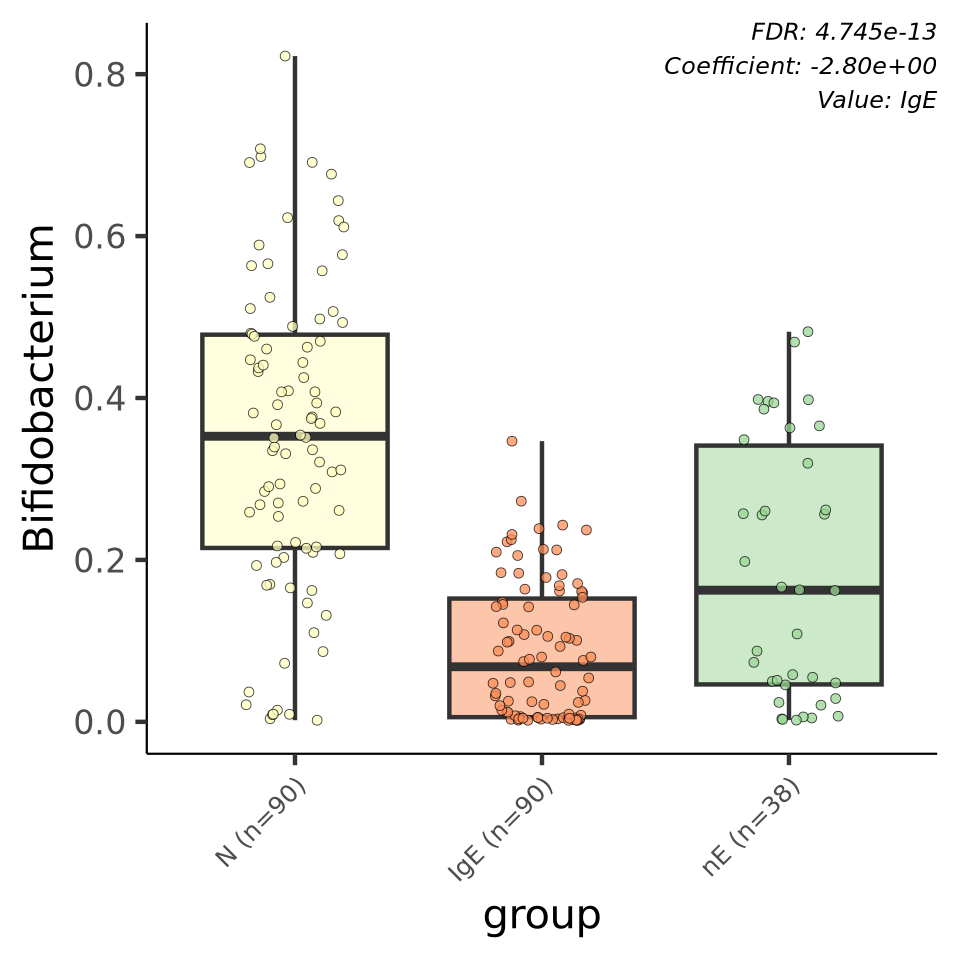 FDR: 4.745e-13
Coefficient: -2.80e+00
Value: IgE
Bifidobacterium
0.8
0.6
0.4
0.2
0.0
N (n=90)
IgE (n=90)
nE (n=38)
group